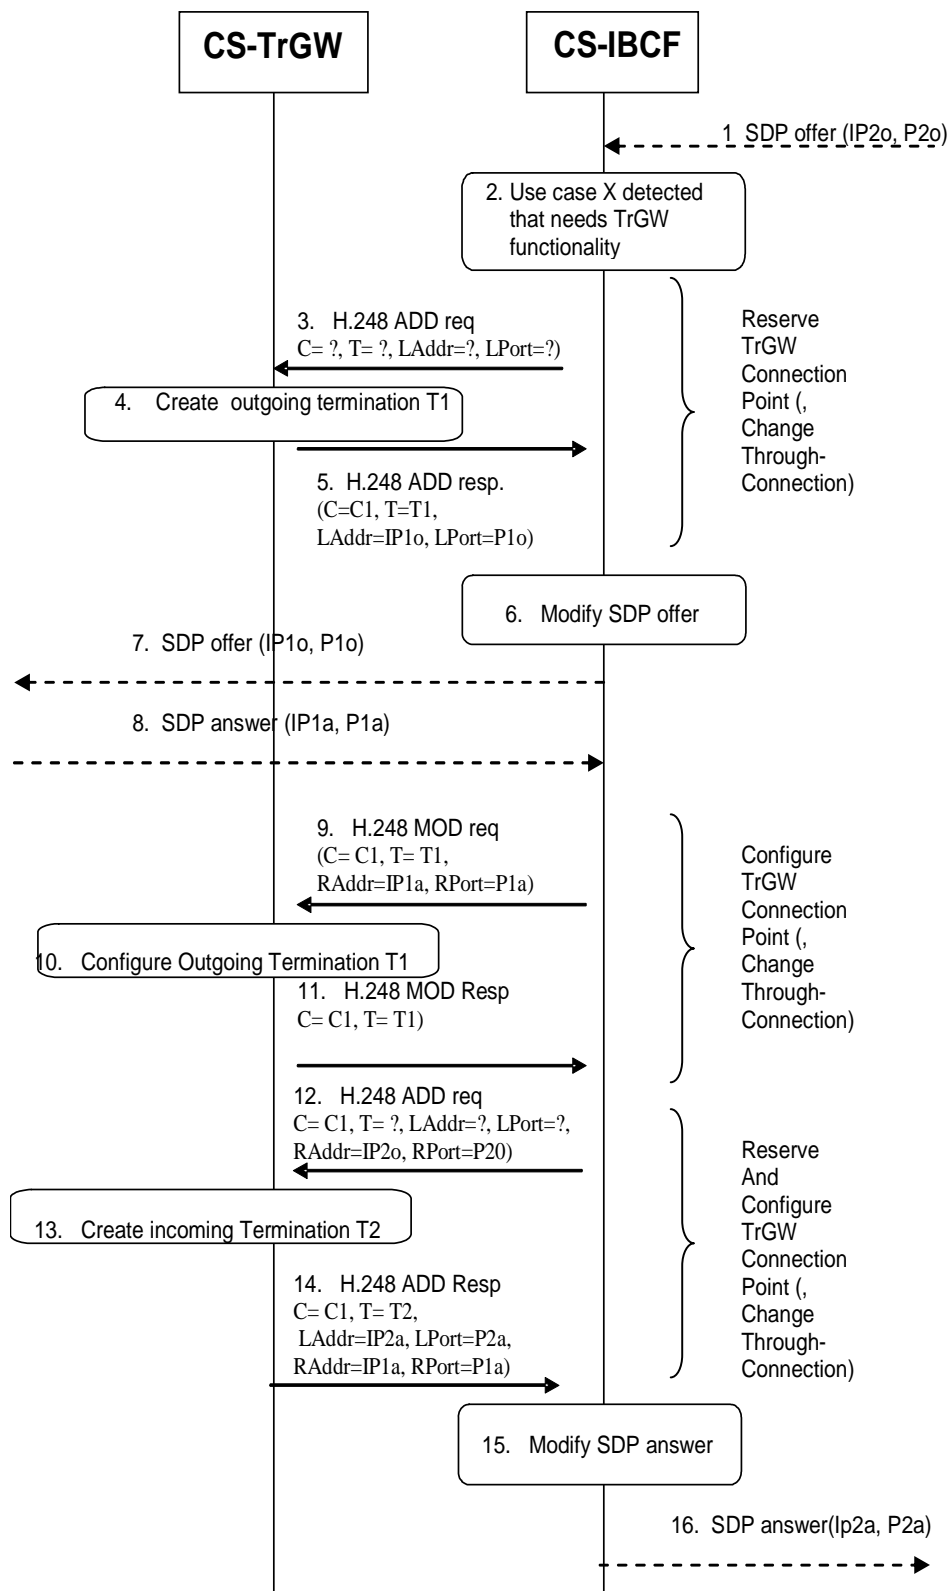 CS-TrGW
CS-IBCF
1 SDP offer (IP2o, P2o)
2. Use case X detected
that needs TrGW
functionality
3. H.248 ADD req
C= ?, T= ?, LAddr=?, LPort=?)
Reserve
TrGW
Connection
Point (,
Change
Through-
Connection)
4. Create outgoing termination T1
5. H.248 ADD resp.
(C=C1, T=T1,
LAddr=IP1o, LPort=P1o)
6. Modify SDP offer
7. SDP offer (IP1o, P1o)
8. SDP answer (IP1a, P1a)
9. H.248 MOD req
(C= C1, T= T1,
RAddr=IP1a, RPort=P1a)
Configure
TrGW
Connection
Point (,
Change
Through-
Connection)
10. Configure Outgoing Termination T1
11. H.248 MOD Resp
C= C1, T= T1)
12. H.248 ADD req
C= C1, T= ?, LAddr=?, LPort=?,
RAddr=IP2o, RPort=P20)
Reserve
And
Configure
TrGW
Connection
Point (,
Change
Through-
Connection)
13. Create incoming Termination T2
14. H.248 ADD Resp
C= C1, T= T2,
LAddr=IP2a, LPort=P2a,
RAddr=IP1a, RPort=P1a)
15. Modify SDP answer
16. SDP answer(Ip2a, P2a)